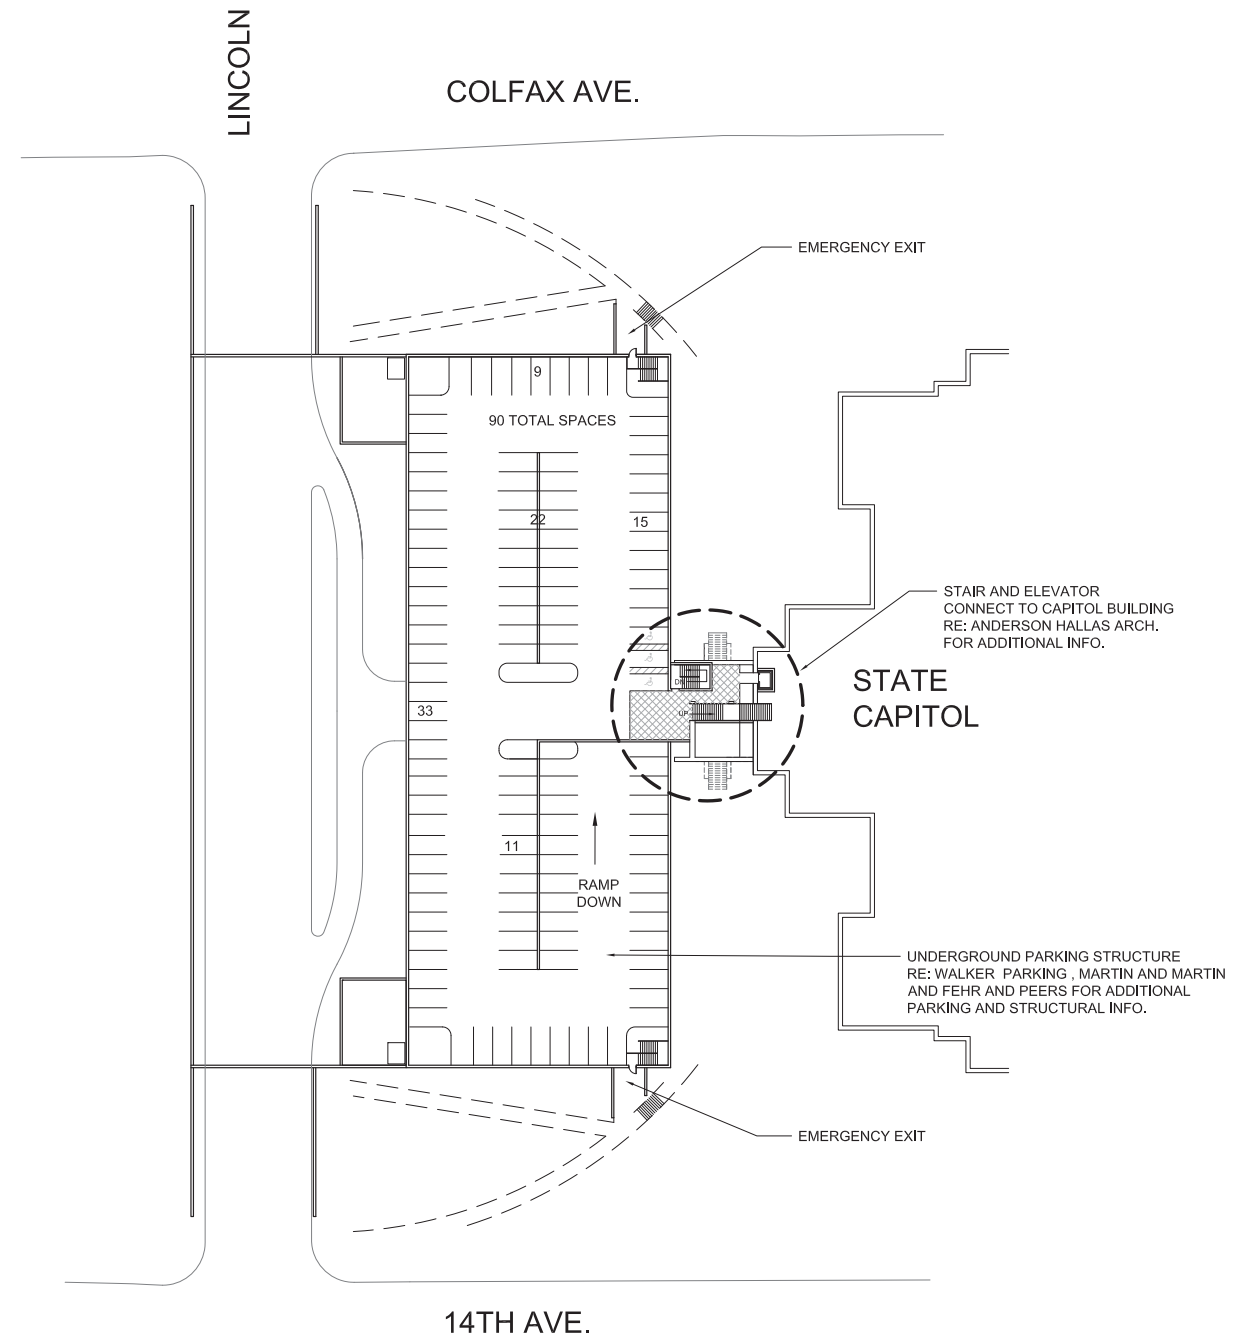 LINCOLN
COLFAX AVE.
EMERGENCY EXIT
9
90 TOTAL SPACES
22
15
STAIR AND ELEVATOR
CONNECT TO CAPITOL BUILDING
RE: ANDERSON HALLAS ARCH.
FOR ADDITIONAL INFO.
STATE
CAPITOL
DN
UP
33
11
RAMP
DOWN
UNDERGROUND PARKING STRUCTURE
RE: WALKER PARKING , MARTIN AND MARTIN
AND FEHR AND PEERS FOR ADDITIONAL
PARKING AND STRUCTURAL INFO.
EMERGENCY EXIT
14TH AVE.